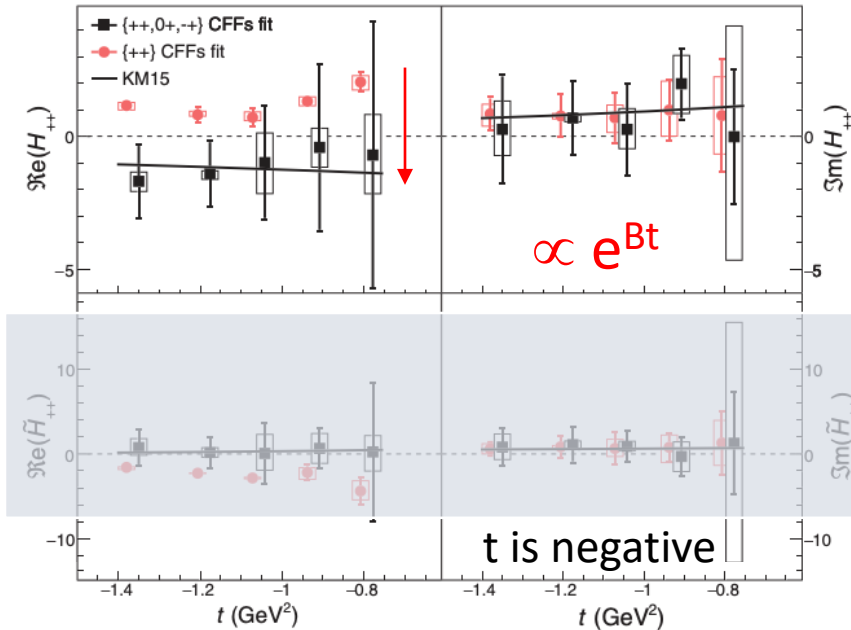 {++,0+,-+} CFFs fit
{++} CFFs fit
KM15
ℜe(H₊₊)
0
−5
ℑm(H₊₊)
0
−5
∝ e^Bt
ℜe(H̃₊₊)
10
0
−10
ℑm(H̃₊
10
0
−10
t is negative
−1.4 −1.2 −1 −0.8
−1.4 −1.2 −1 −0.8
t (GeV²)
t (GeV²)